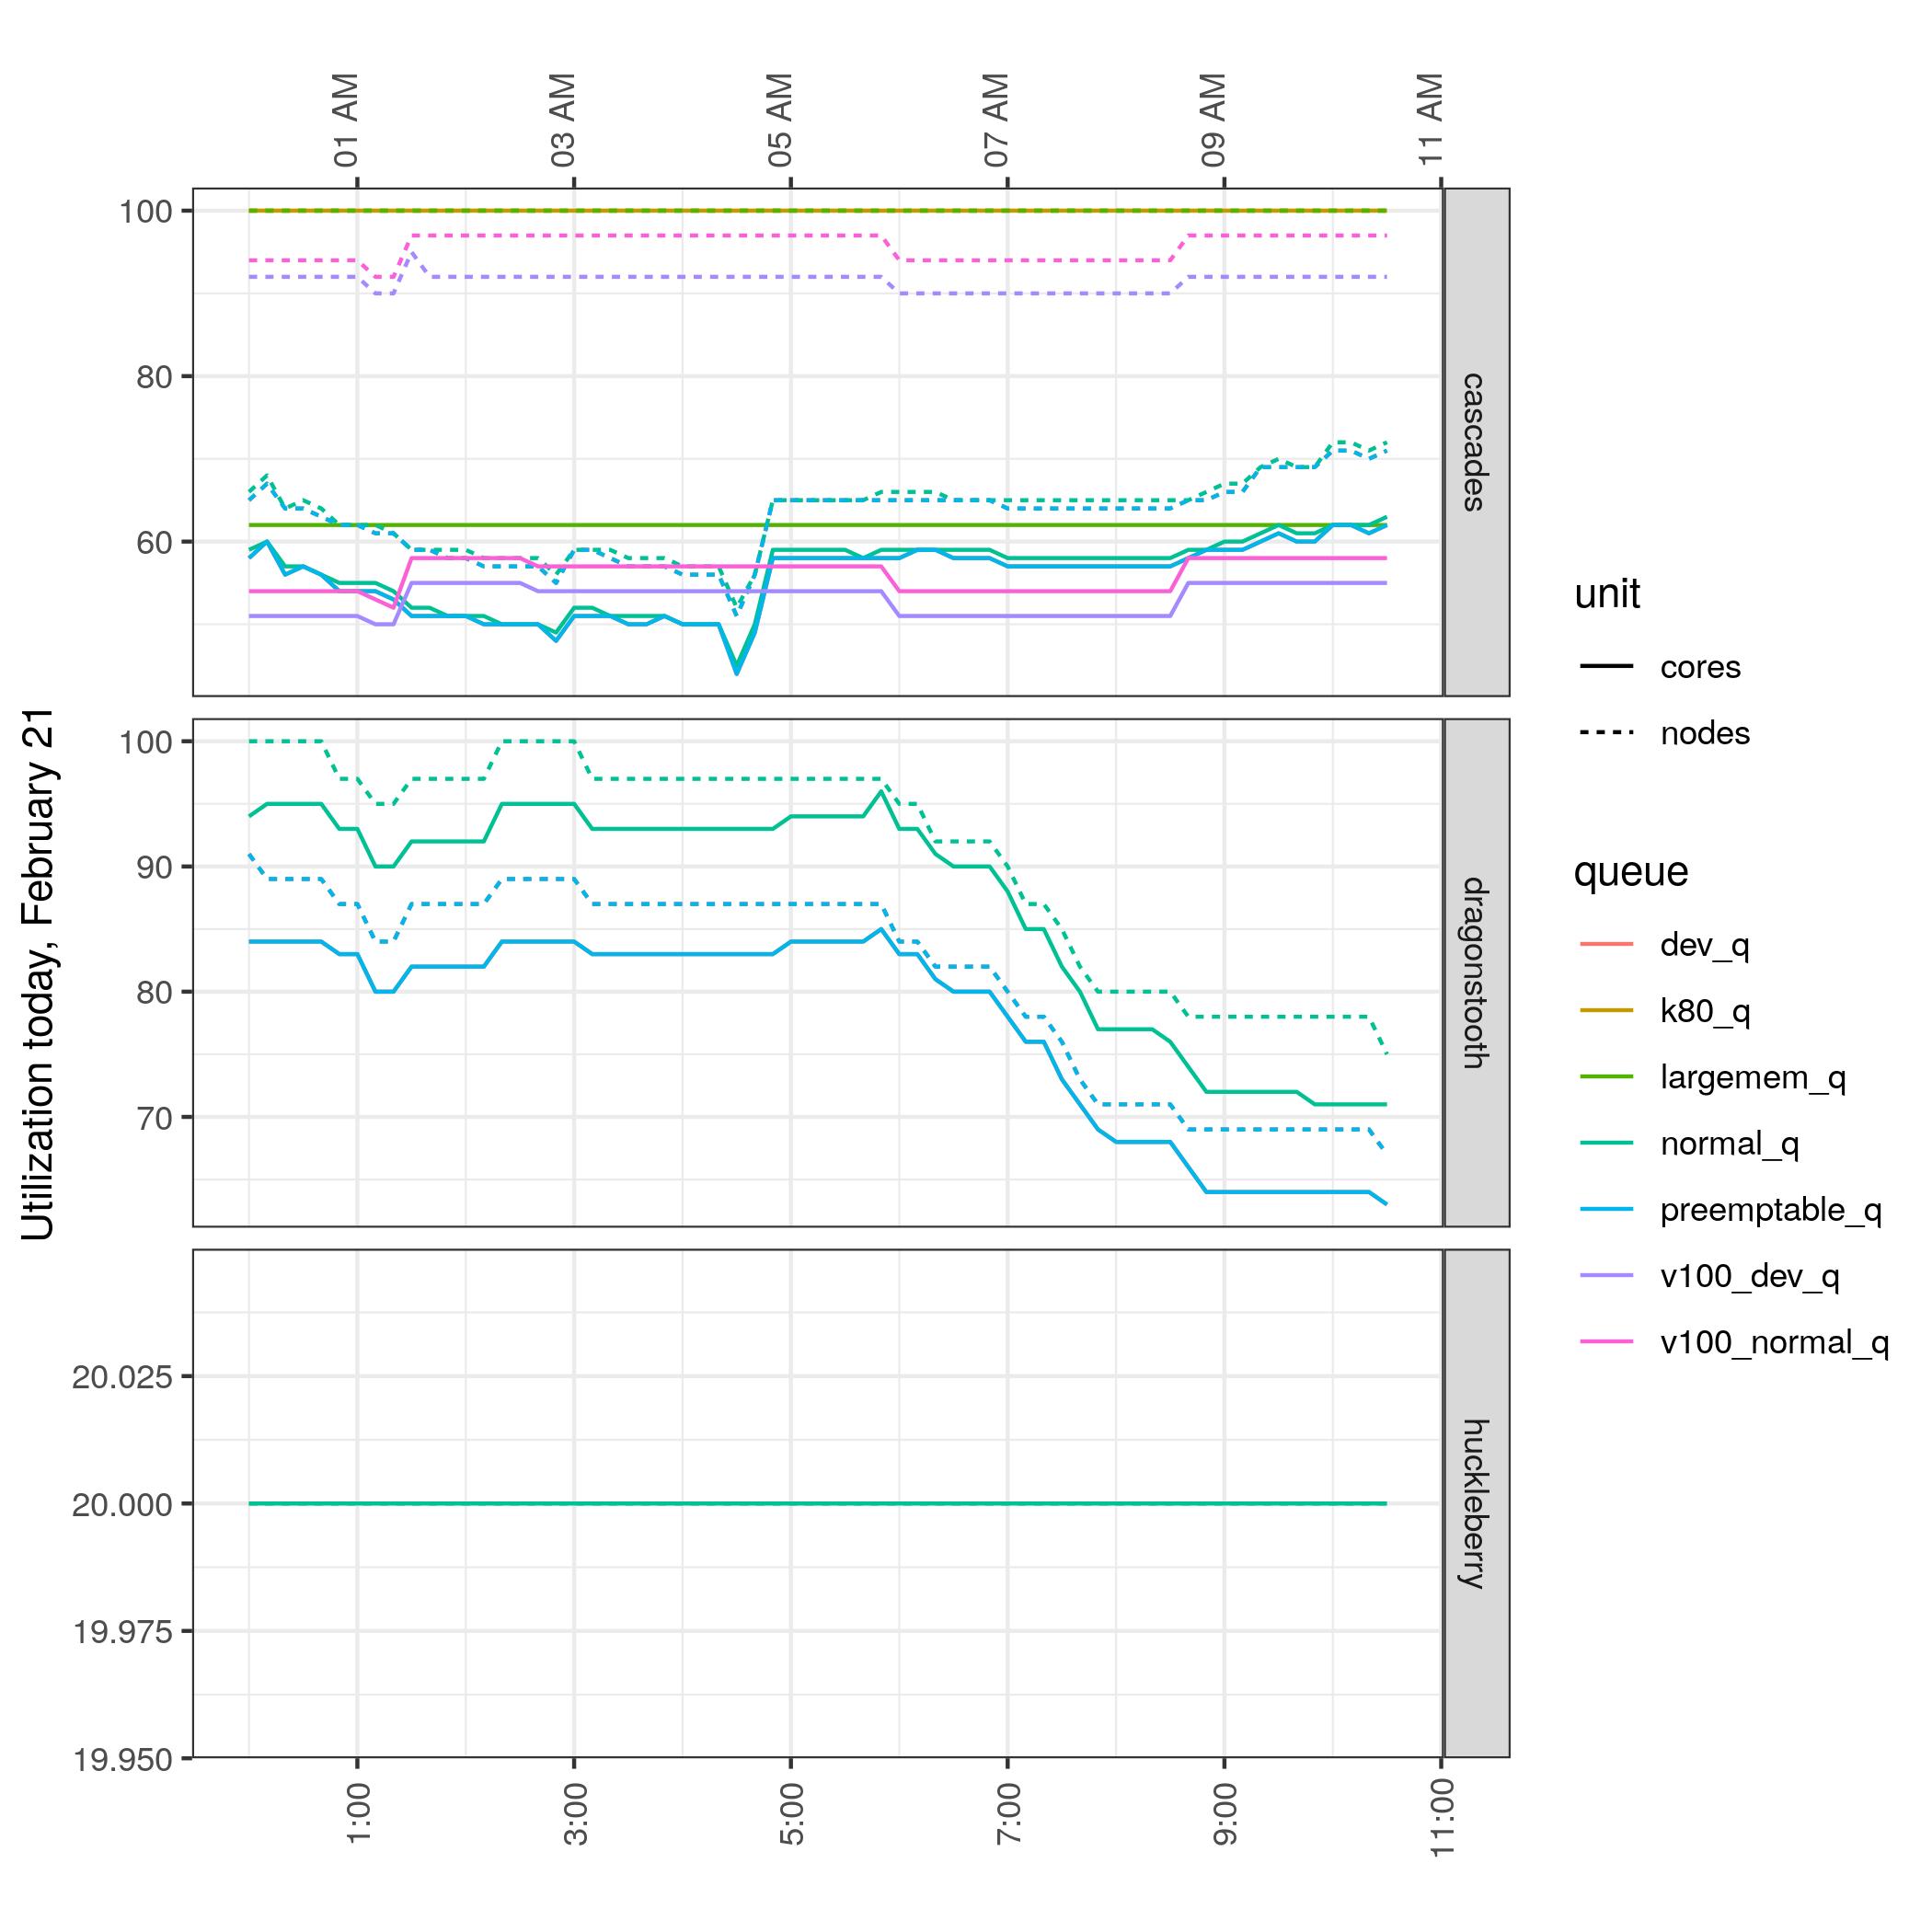 01 AM
03 AM
05 AM
07 AM
09 AM
11 AM
Utilization today, February 21
100
80
60
cascades
100
90
80
70
dragonstooth
20.025
20.000
19.975
19.950
huckleberry
1:00
3:00
5:00
7:00
9:00
11:00
unit
cores
nodes
queue
dev_q
k80_q
largemem_q
normal_q
preemptable_q
v100_dev_q
v100_normal_q